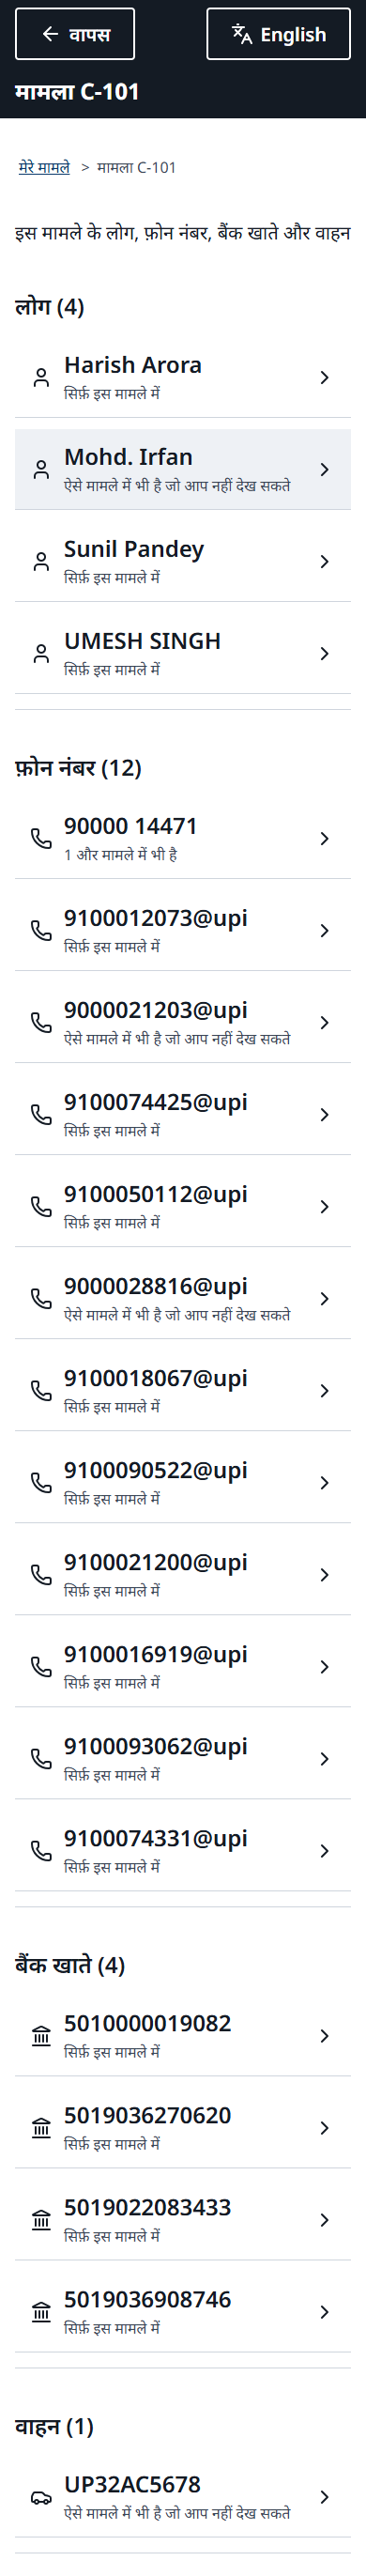 वापस
English
मामला C-101
मेरे मामले > मामला C-101
इस मामले के लोग, फ़ोन नंबर, बैंक खाते और वाहन
लोग (4)
Harish Arora
सिर्फ़ इस मामले में
Mohd. Irfan
ऐसे मामले में भी है जो आप नहीं देख सकते
Sunil Pandey
सिर्फ़ इस मामले में
UMESH SINGH
सिर्फ़ इस मामले में
फ़ोन नंबर (12)
90000 14471
1 और मामले में भी है
9100012073@upi
सिर्फ़ इस मामले में
9000021203@upi
ऐसे मामले में भी है जो आप नहीं देख सकते
9100074425@upi
सिर्फ़ इस मामले में
9100050112@upi
सिर्फ़ इस मामले में
9000028816@upi
ऐसे मामले में भी है जो आप नहीं देख सकते
9100018067@upi
सिर्फ़ इस मामले में
9100090522@upi
सिर्फ़ इस मामले में
9100021200@upi
सिर्फ़ इस मामले में
9100016919@upi
सिर्फ़ इस मामले में
9100093062@upi
सिर्फ़ इस मामले में
9100074331@upi
सिर्फ़ इस मामले में
बैंक खाते (4)
5010000019082
सिर्फ़ इस मामले में
5019036270620
सिर्फ़ इस मामले में
5019022083433
सिर्फ़ इस मामले में
5019036908746
सिर्फ़ इस मामले में
वाहन (1)
UP32AC5678
ऐसे मामले में भी है जो आप नहीं देख सकते